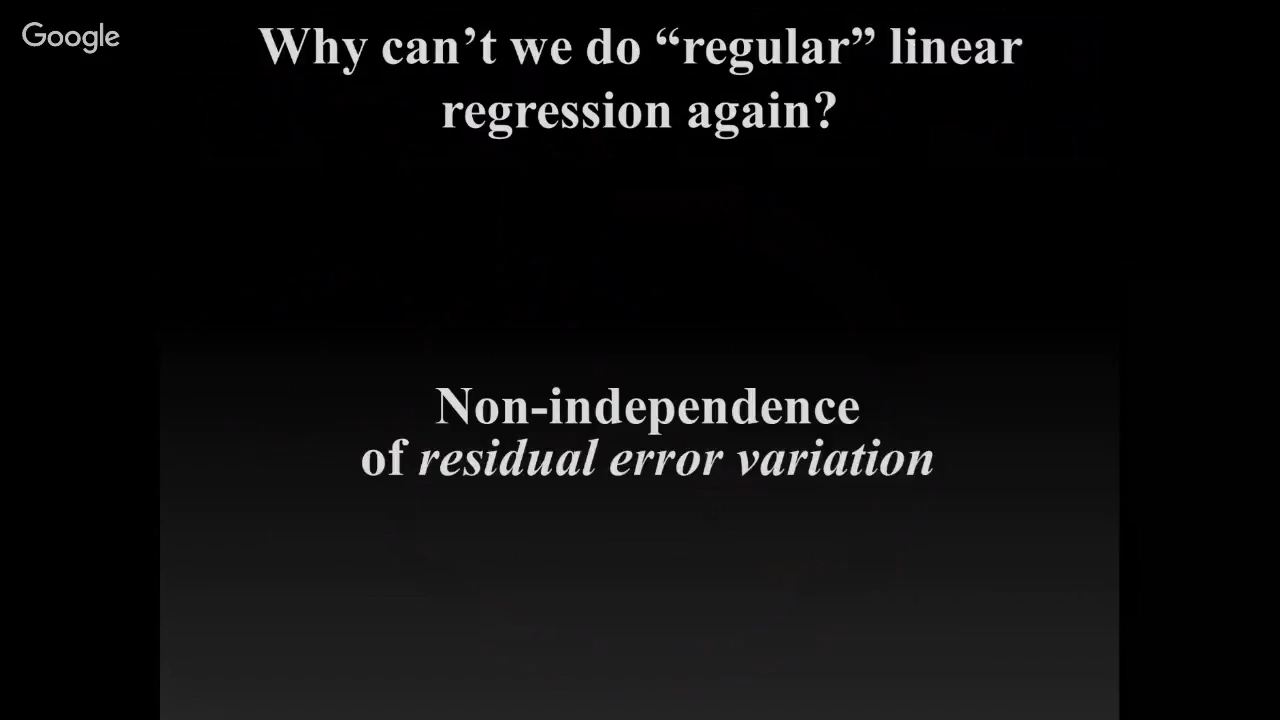 Google
Why can’t we do “regular” linear
regression again?
Non-independence
of residual error variation